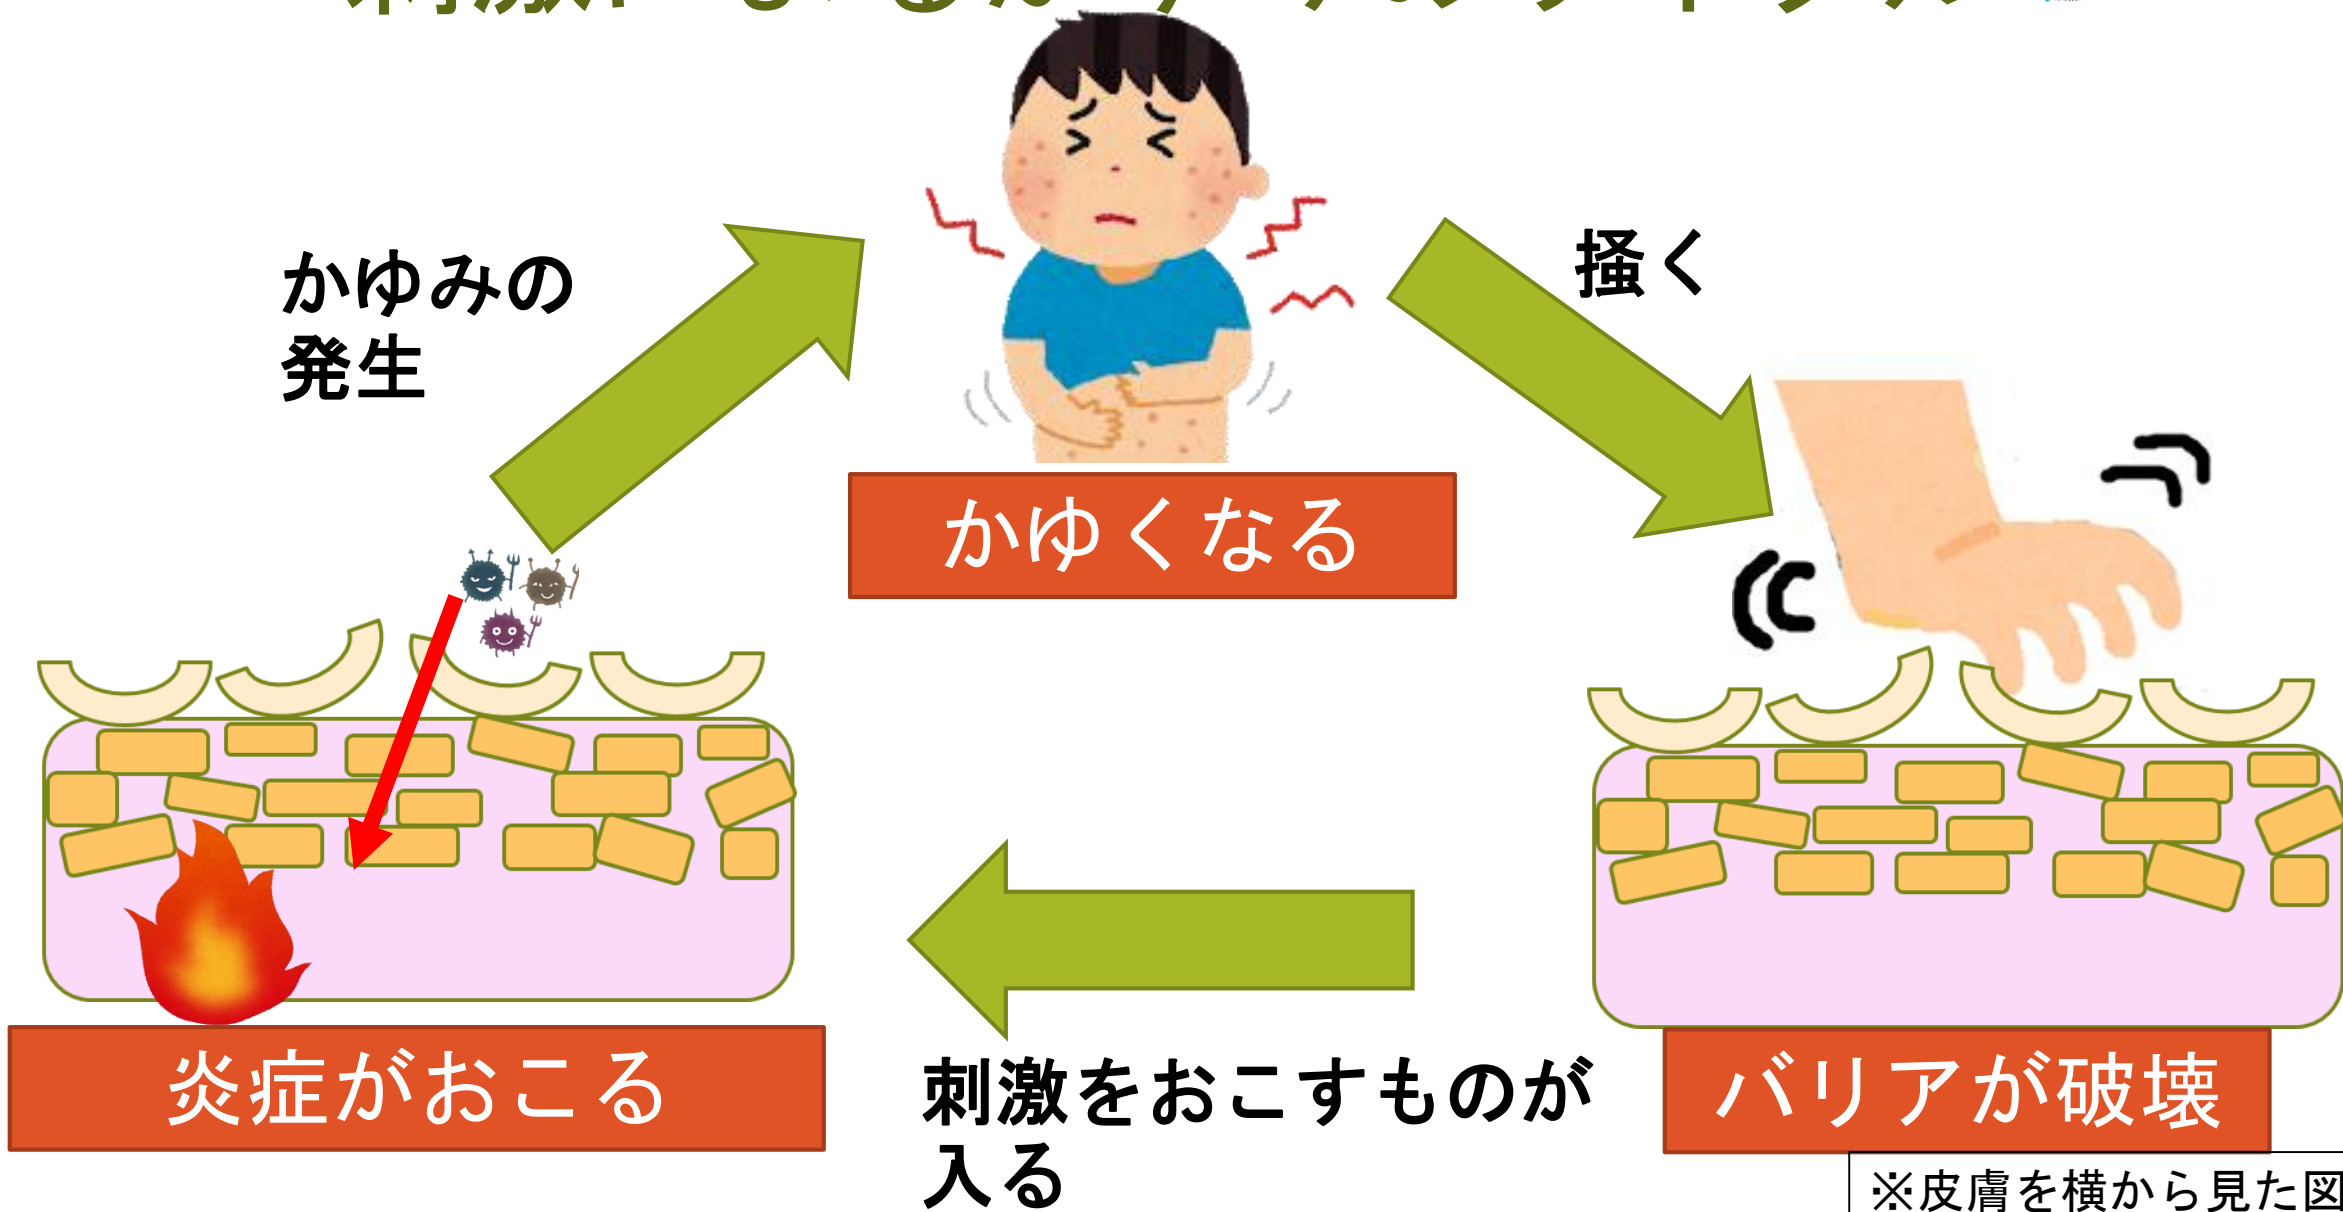 かゆみの
発生
掻く
かゆくなる
炎症がおこる
刺激をおこすものが
入る
バリアが破壊
※皮膚を横から見た図